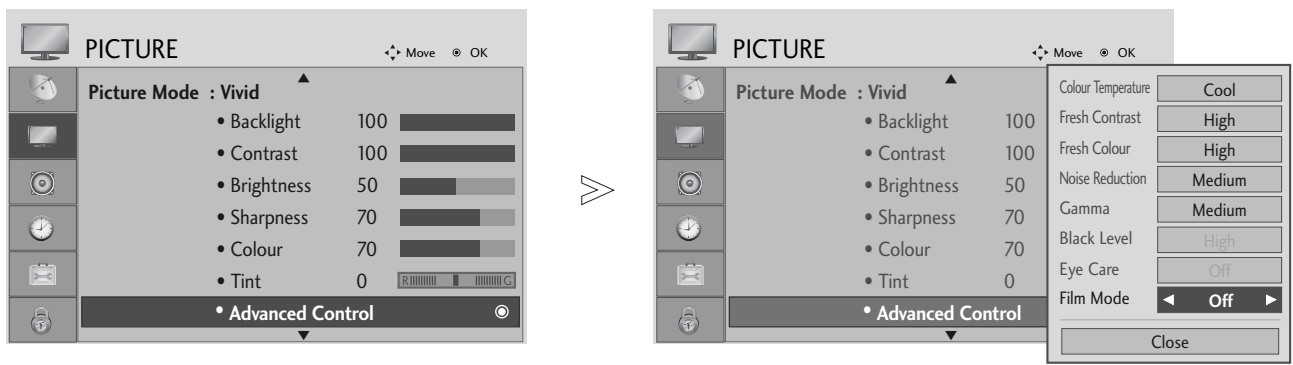 PICTURE
Move OK
Picture Mode : Vivid
• Backlight 100
• Contrast 100
• Brightness 50
• Sharpness 70
• Colour 70
• Tint 0 R G
• Advanced Control
PICTURE
Move OK
Picture Mode : Vivid
• Backlight 100
• Contrast 100
• Brightness 50
• Sharpness 70
• Colour 70
• Tint 0
• Advanced Control
Colour Temperature Cool
Fresh Contrast High
Fresh Colour High
Noise Reduction Medium
Gamma Medium
Black Level High
Eye Care Off
Film Mode Off
Close